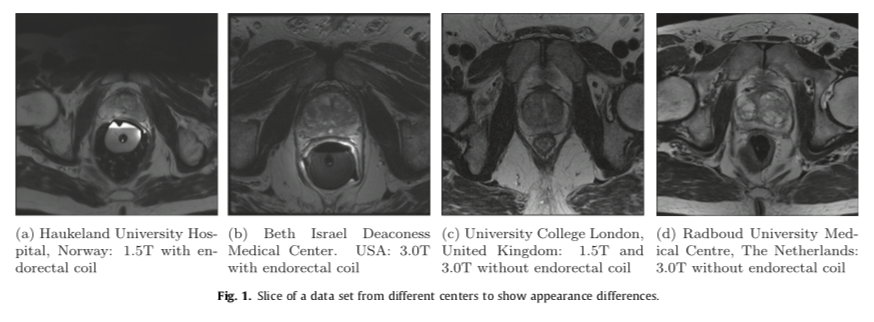 (a) Haukeland University Hos-
pital, Norway: 1.5T with en-
dorectal coil
(b) Beth Israel Deaconess
Medical Center. USA: 3.0T
with endorectal coil
(c) University College London,
United Kingdom: 1.5T and
3.0T without endorectal coil
(d) Radboud University Med-
ical Centre, The Netherlands:
3.0T without endorectal coil
Fig. 1. Slice of a data set from different centers to show appearance differences.